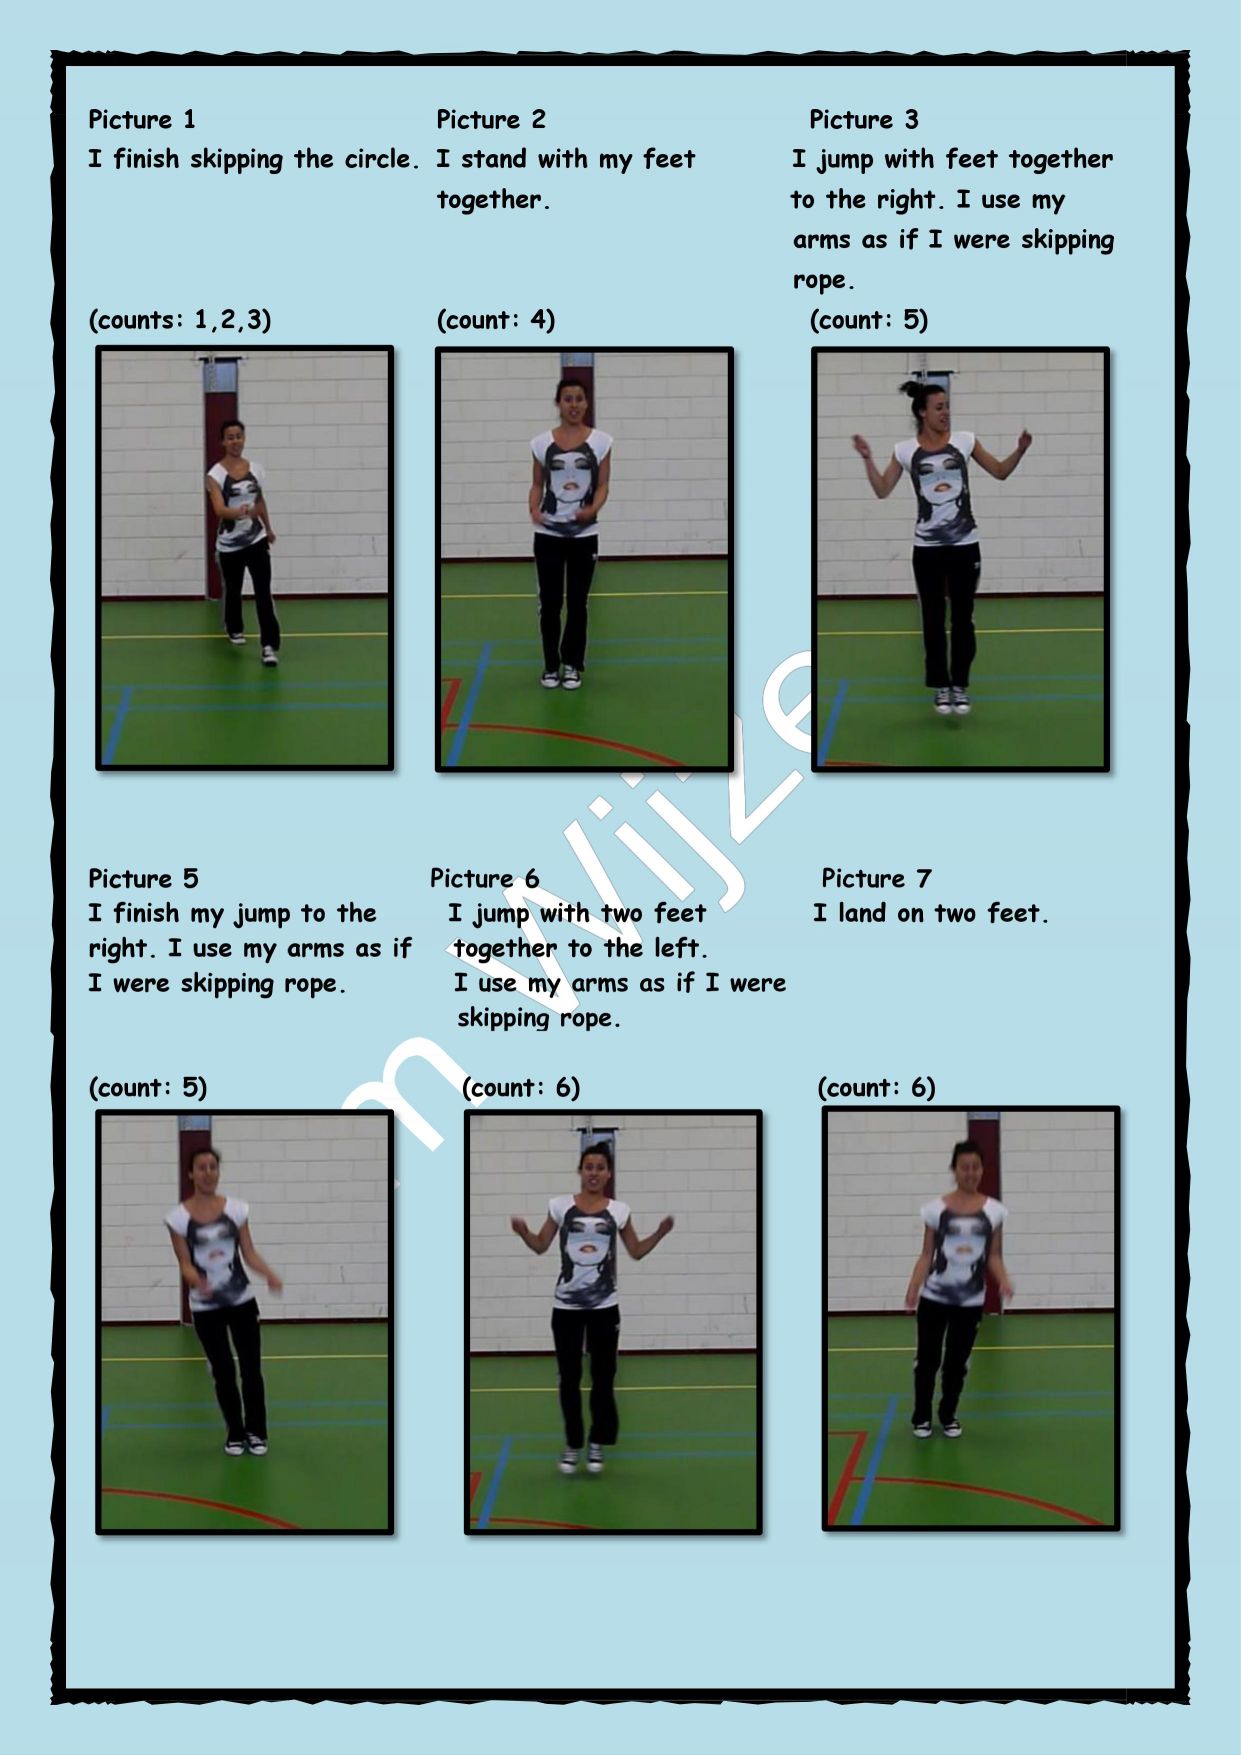 Picture 1
I finish skipping the circle.
(counts: 1,2,3)
Picture 2
I stand with my feet
together.
(count: 4)
Picture 3
I jump with feet together
to the right. I use my
arms as if I were skipping
rope.
(count: 5)
Picture 5
I finish my jump to the
right. I use my arms as if
I were skipping rope.
(count: 5)
Picture 6
I jump with two feet
together to the left.
I use my arms as if I were
skipping rope.
(count: 6)
Picture 7
I land on two feet.
(count: 6)